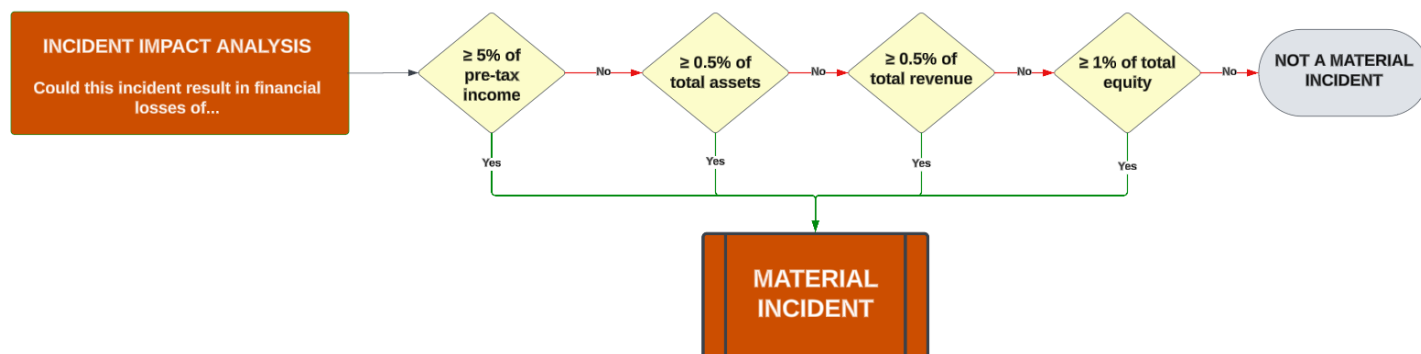 INCIDENT IMPACT ANALYSIS
Could this incident result in financial
losses of...
≥ 5% of
pre-tax
income
No
≥ 0.5% of
total assets
No
≥ 0.5% of
total revenue
No
≥ 1% of total
equity
No
NOT A MATERIAL
INCIDENT
Yes
Yes
Yes
Yes
MATERIAL
INCIDENT